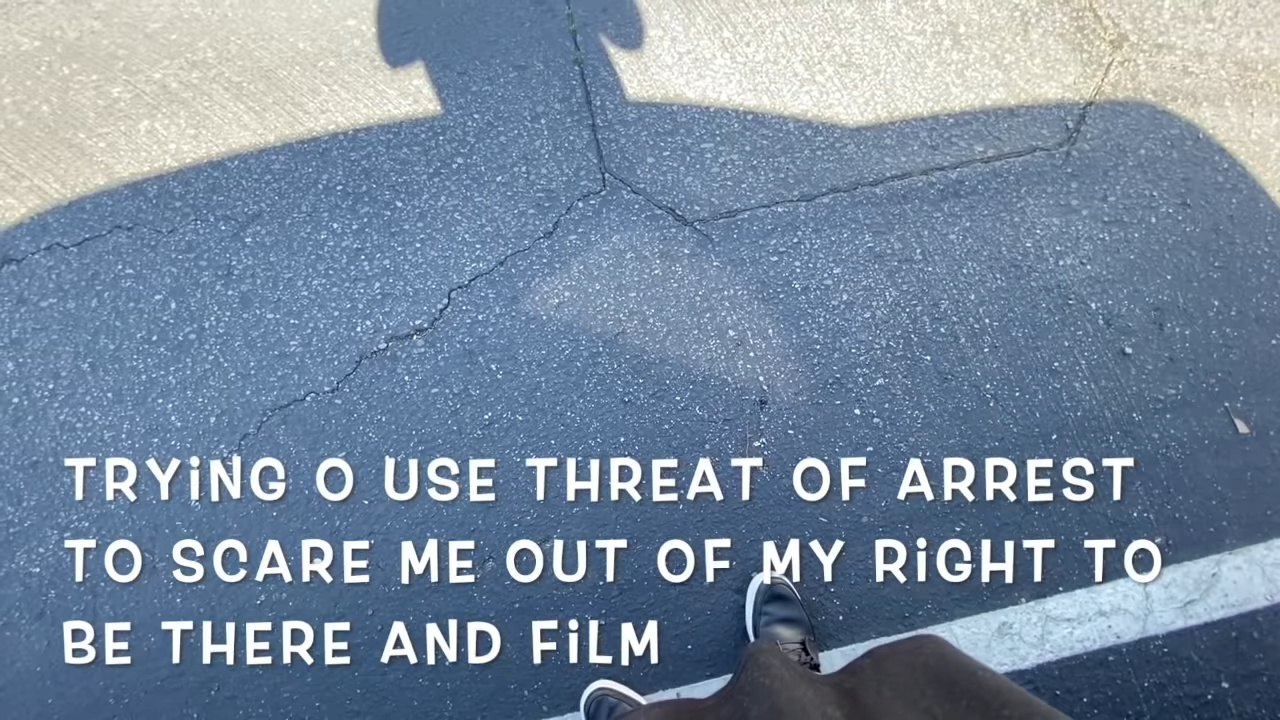 TRYiNG O USE THREAT OF ARREST
TO SCARE ME OUT OF MY RiGHT TO
BE THERE AND FiLM